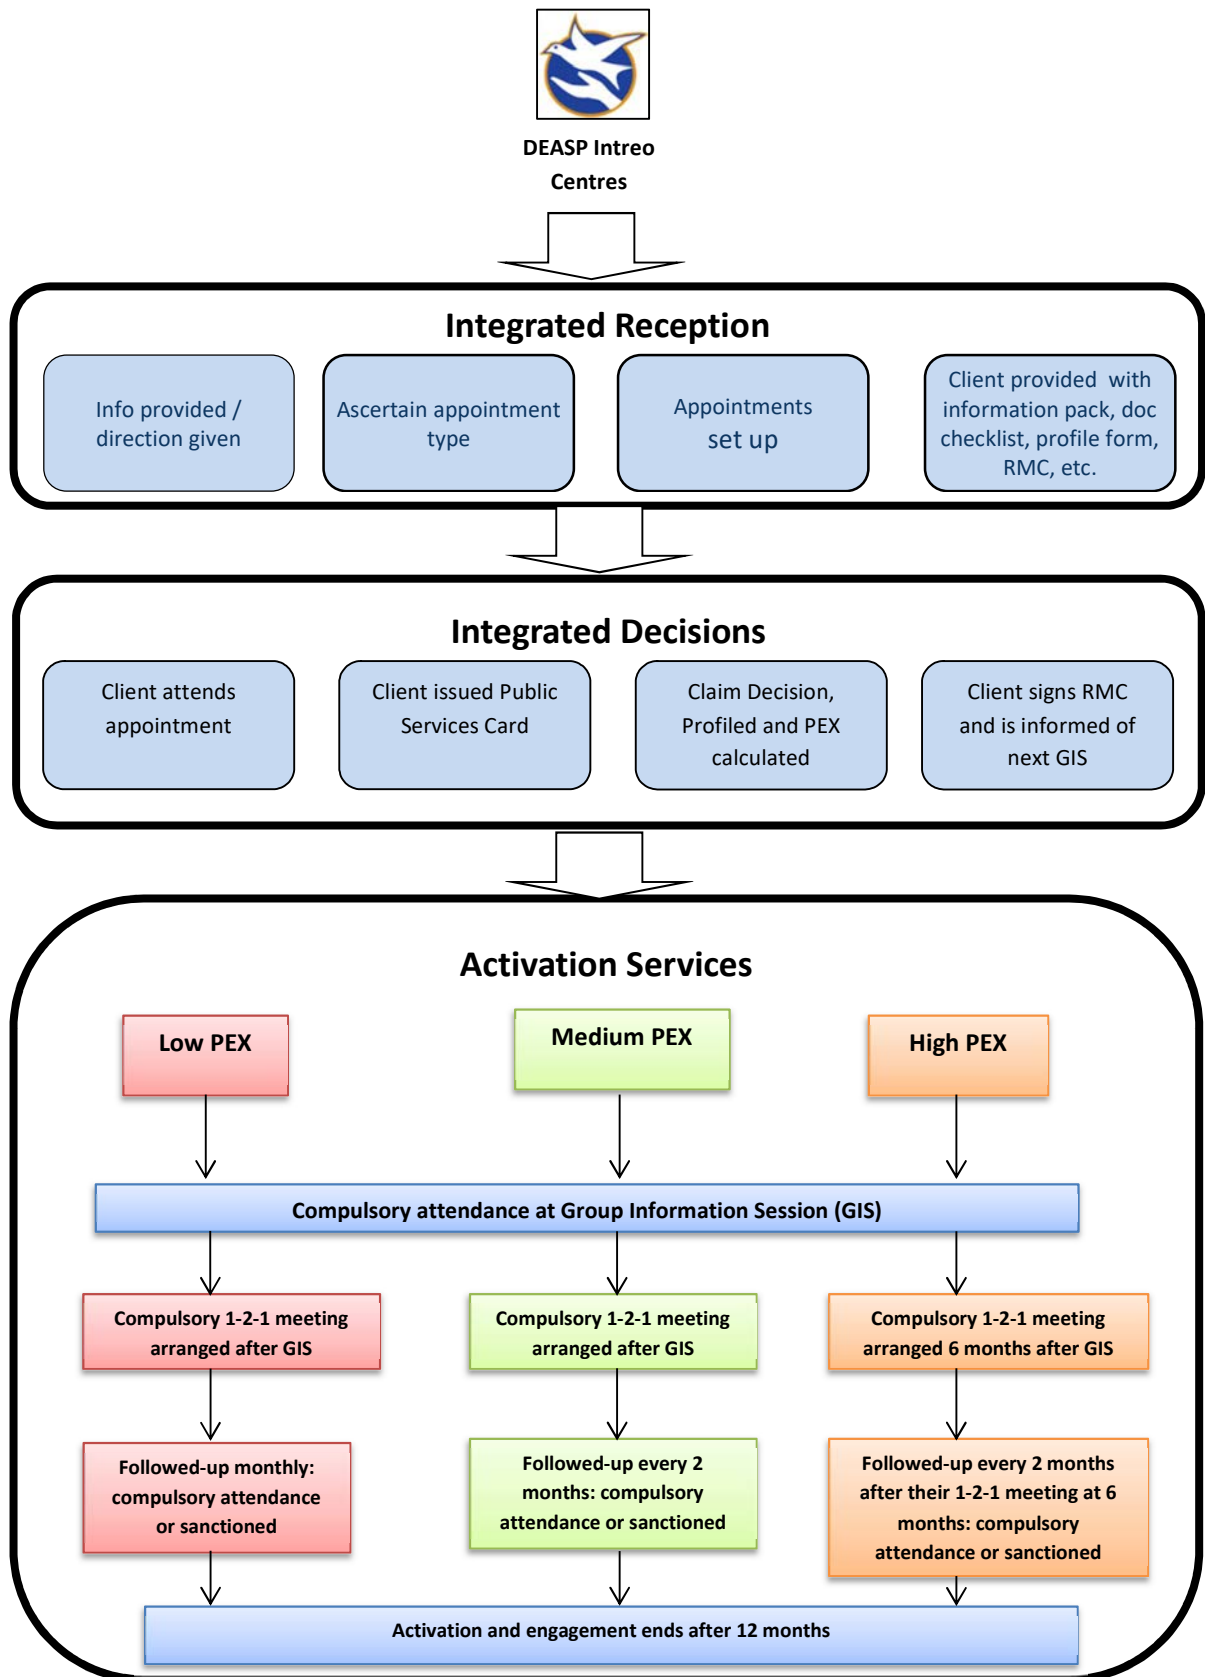 DEASP Intreo
Centres
Integrated Reception
Info provided /
direction given
Ascertain appointment
type
Appointments
set up
Client provided with
information pack, doc
checklist, profile form,
RMC, etc.
Integrated Decisions
Client attends
appointment
Client issued Public
Services Card
Claim Decision,
Profiled and PEX
calculated
Client signs RMC
and is informed of
next GIS
Activation Services
Low PEX
Medium PEX
High PEX
Compulsory attendance at Group Information Session (GIS)
Compulsory 1-2-1 meeting
arranged after GIS
Compulsory 1-2-1 meeting
arranged after GIS
Compulsory 1-2-1 meeting
arranged 6 months after GIS
Followed-up monthly:
compulsory attendance
or sanctioned
Followed-up every 2
months: compulsory
attendance or sanctioned
Followed-up every 2 months
after their 1-2-1 meeting at 6
months: compulsory
attendance or sanctioned
Activation and engagement ends after 12 months